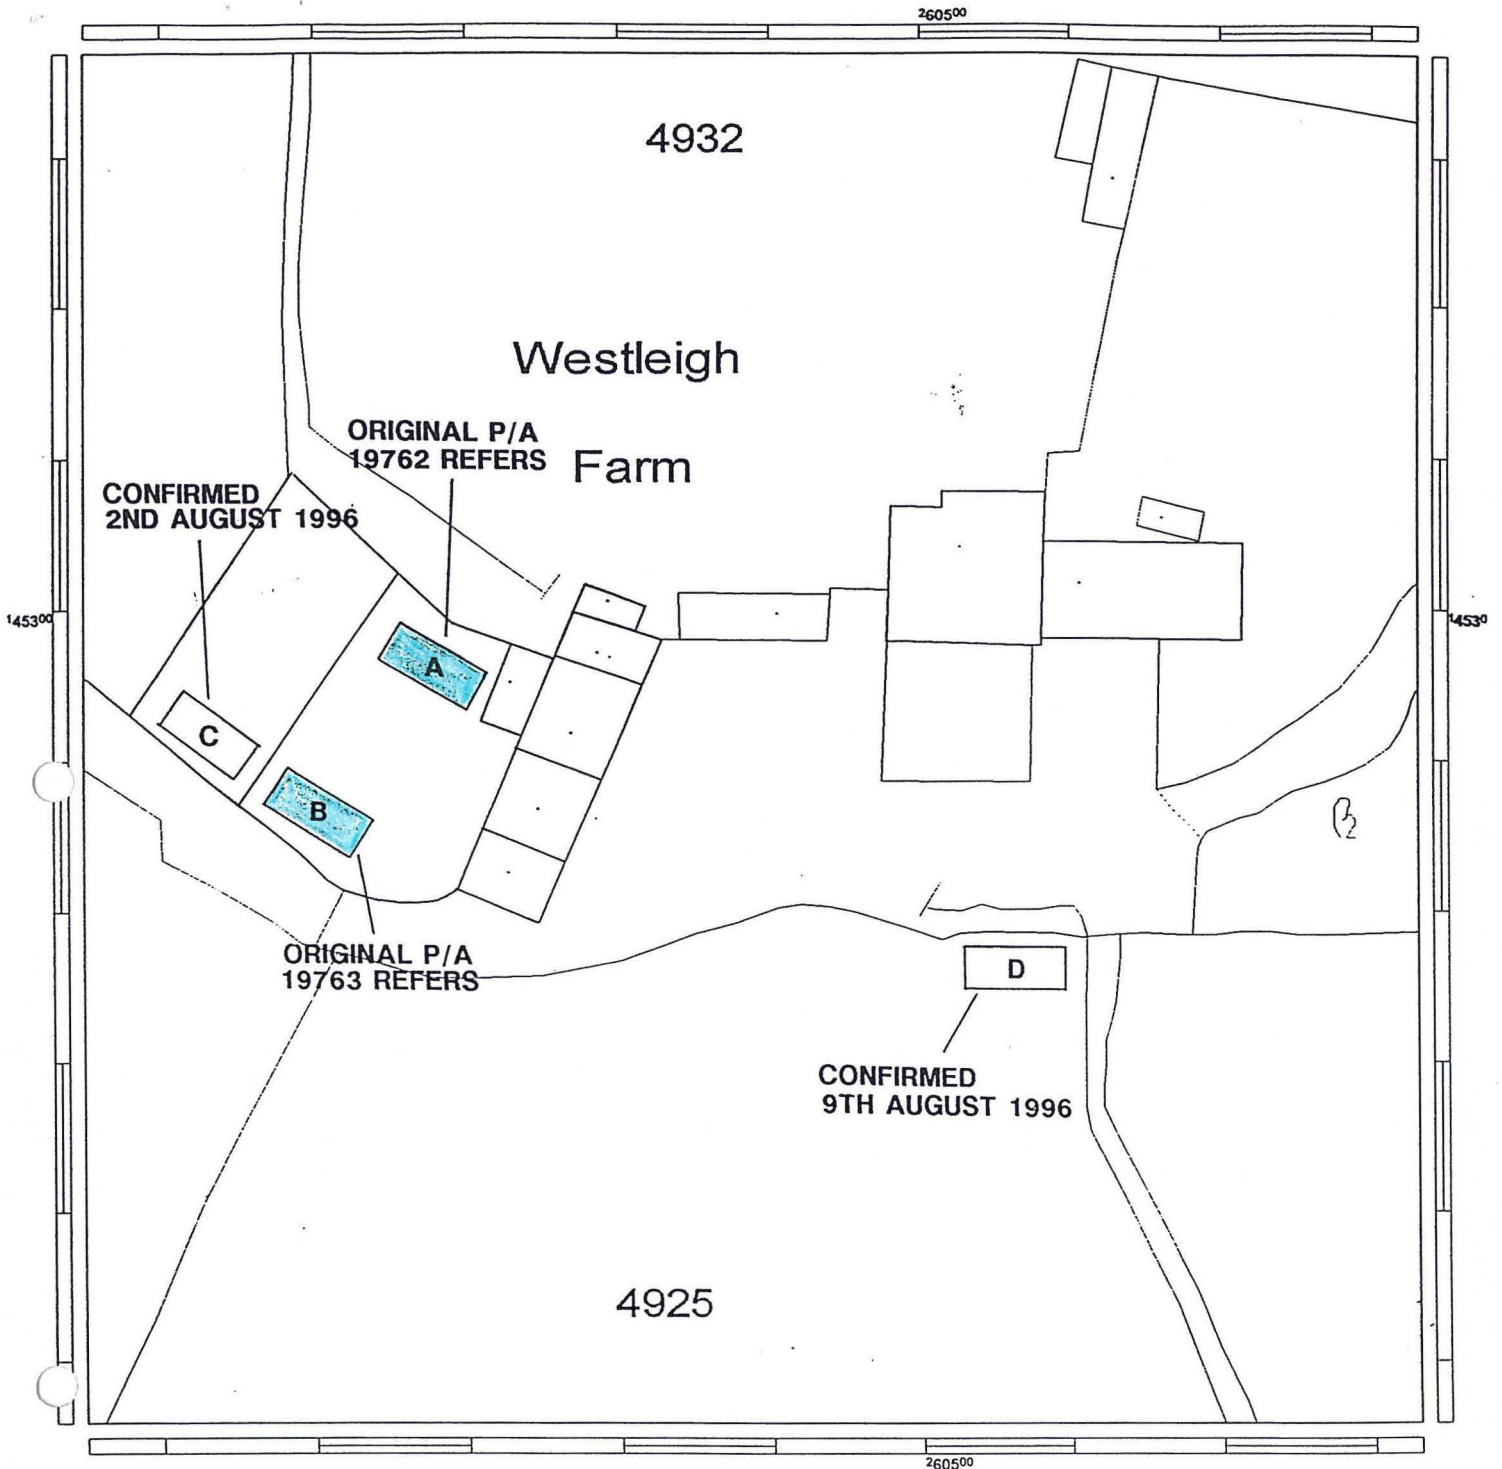 260500
4932
Westleigh
Farm
ORIGINAL P/A
19762 REFERS
CONFIRMED
2ND AUGUST 1996
145300
14530
A
C
B
ORIGINAL P/A
19763 REFERS
D
CONFIRMED
9TH AUGUST 1996
4925
260500